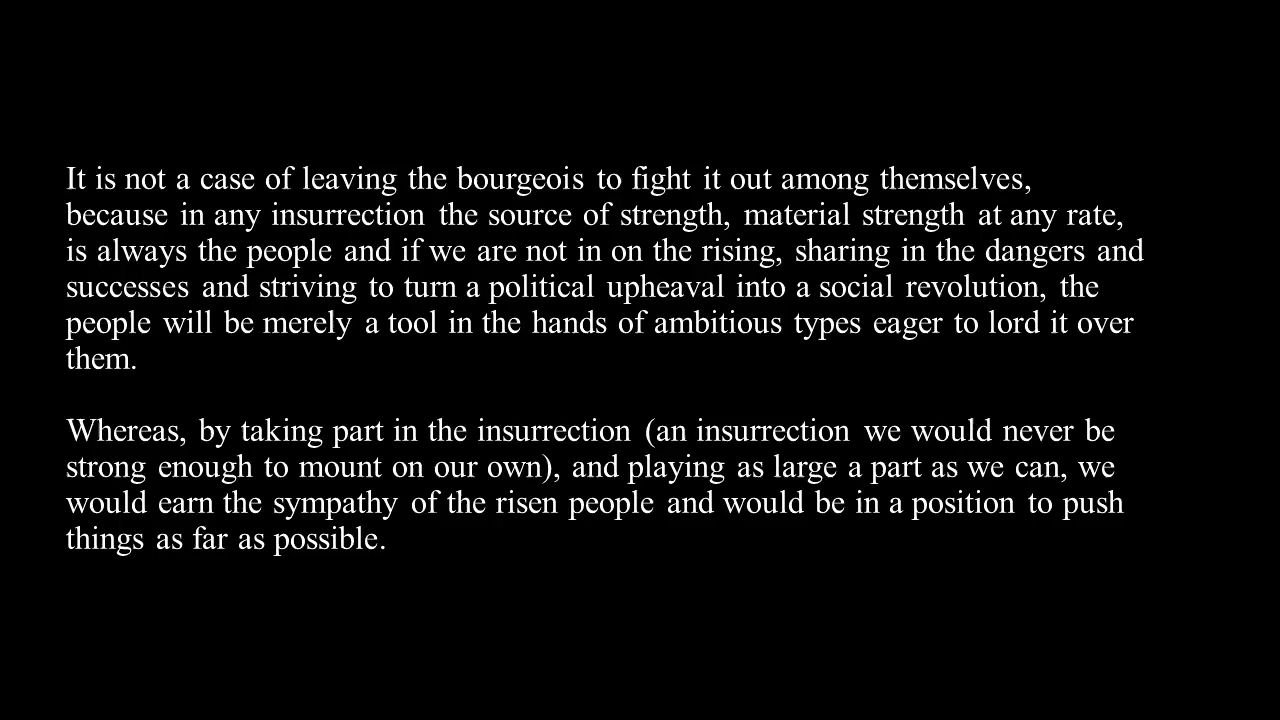 It is not a case of leaving the bourgeois to fight it out among themselves,
because in any insurrection the source of strength, material strength at any rate,
is always the people and if we are not in on the rising, sharing in the dangers and
successes and striving to turn a political upheaval into a social revolution, the
people will be merely a tool in the hands of ambitious types eager to lord it over
them.
Whereas, by taking part in the insurrection (an insurrection we would never be
strong enough to mount on our own), and playing as large a part as we can, we
would earn the sympathy of the risen people and would be in a position to push
things as far as possible.